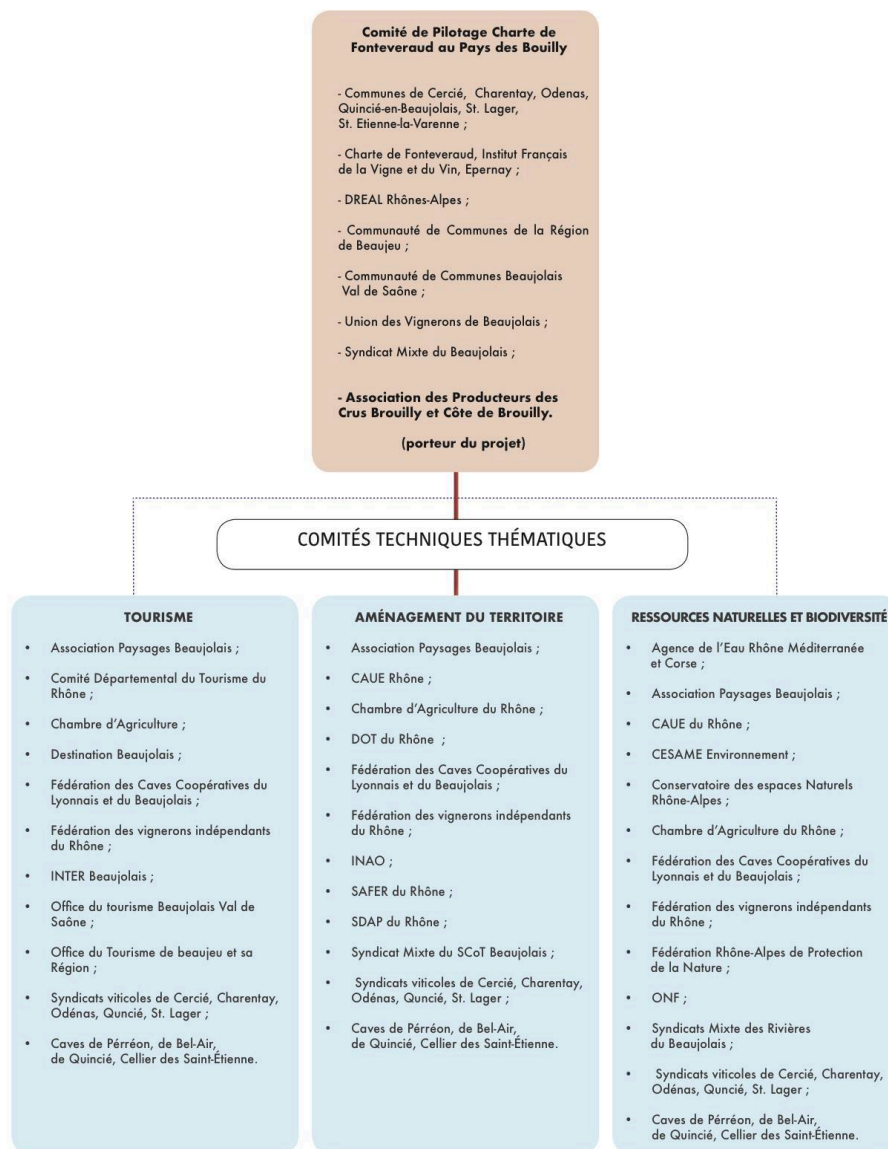 Comité de Pilotage Charte de
Fonteveraud au Pays des Bouilly
- Communes de Cercié, Charentay, Odenas,
Quincié-en-Beaujolais, St. Lager,
St. Etienne-la-Varenne ;
- Charte de Fonteveraud, Institut Français
de la Vigne et du Vin, Epernay ;
- DREAL Rhônes-Alpes ;
- Communauté de Communes de la Région
de Beaujeu ;
- Communauté de Communes Beaujolais
Val de Saône ;
- Union des Vignerons de Beaujolais ;
- Syndicat Mixte du Beaujolais ;
- Association des Producteurs des
Crus Brouilly et Côte de Brouilly.
(porteur du projet)
COMITÉS TECHNIQUES THÉMATIQUES
TOURISME
• Association Paysages Beaujolais ;
• Comité Départemental du Tourisme du
Rhône ;
• Chambre d'Agriculture ;
• Destination Beaujolais ;
• Fédération des Caves Coopératives du
Lyonnais et du Beaujolais ;
• Fédération des vignerons indépendants
du Rhône ;
• INTER Beaujolais ;
• Office du tourisme Beaujolais Val de
Saône ;
• Office du Tourisme de beaujeu et sa
Région ;
• Syndicats viticoles de Cercié, Charentay,
Odénas, Quncié, St. Lager ;
• Caves de Pérréon, de Bel-Air,
de Quincié, Cellier des Saint-Étienne.
AMÉNAGEMENT DU TERRITOIRE
• Association Paysages Beaujolais ;
• CAUE Rhône ;
• Chambre d'Agriculture du Rhône ;
• DOT du Rhône ;
• Fédération des Caves Coopératives du
Lyonnais et du Beaujolais ;
• Fédération des vignerons indépendants
du Rhône ;
• INAO ;
• SAFER du Rhône ;
• SDAP du Rhône ;
• Syndicat Mixte du SCoT Beaujolais ;
• Syndicats viticoles de Cercié, Charentay,
Odénas, Quncié, St. Lager ;
• Caves de Pérréon, de Bel-Air,
de Quincié, Cellier des Saint-Étienne.
RESSOURCES NATURELLES ET BIODIVERSITÉ
• Agence de l'Eau Rhône Méditerranée
et Corse ;
• Association Paysages Beaujolais ;
• CAUE du Rhône ;
• CESAME Environnement ;
• Conservatoire des espaces Naturels
Rhône-Alpes ;
• Chambre d'Agriculture du Rhône ;
• Fédération des Caves Coopératives du
Lyonnais et du Beaujolais ;
• Fédération des vignerons indépendants
du Rhône ;
• Fédération Rhône-Alpes de Protection
de la Nature ;
• ONF ;
• Syndicats Mixte des Rivières
du Beaujolais ;
• Syndicats viticoles de Cercié, Charentay,
Odénas, Quncié, St. Lager ;
• Caves de Pérréon, de Bel-Air,
de Quincié, Cellier des Saint-Étienne.